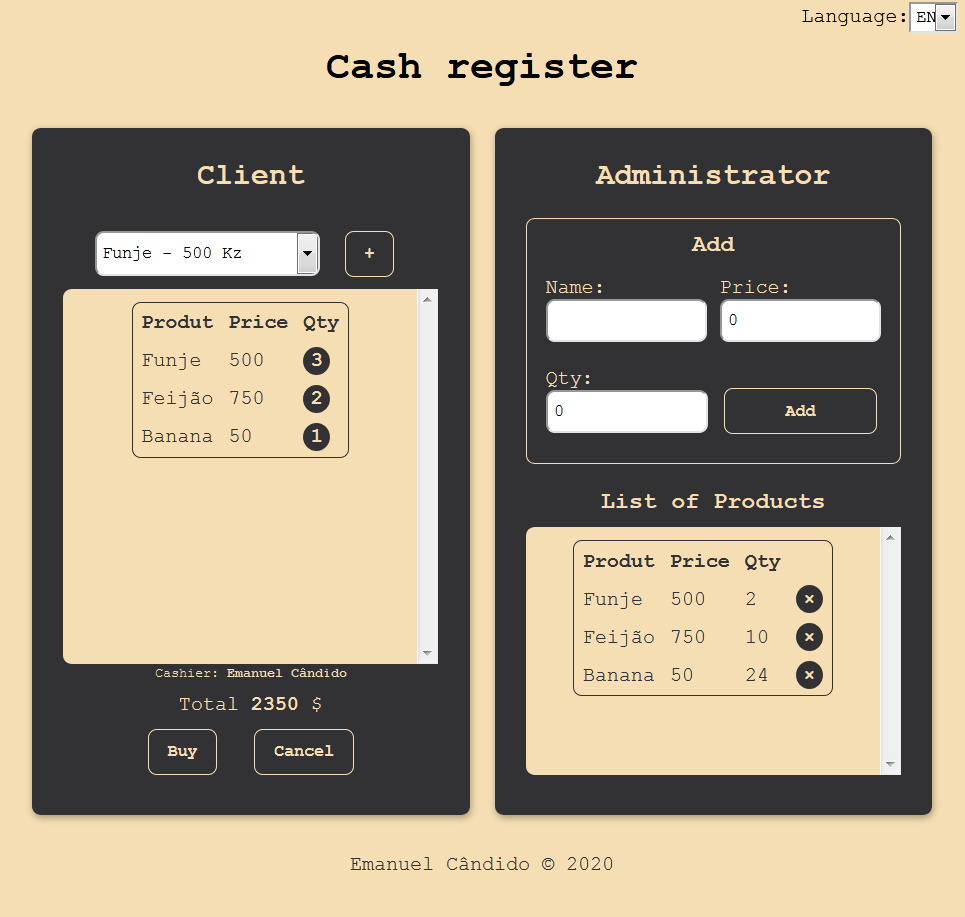 Language: EN
Cash register
Client
Funje - 500 Kz
+
Produt Price Qty
Funje 500 3
Feijão 750 2
Banana 50 1
Cashier: Emanuel Cândido
Total 2350 $
Buy Cancel
Administrator
Add
Name: Price:
0
Qty:
0 Add
List of Products
Produt Price Qty
Funje 500 2 ×
Feijão 750 10 ×
Banana 50 24 ×
Emanuel Cândido © 2020